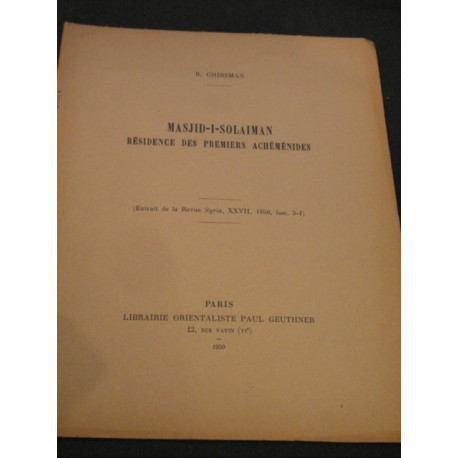 R. GHIRSMAN
MASJID-I-SOLAIMAN
RÉSIDENCE DES PREMIERS ACHÉMÉNIDES
(Extrait de la Revue Syria, XXVII, 1950, fasc. 3-4)
PARIS
LIBRAIRIE ORIENTALISTE PAUL GEUTHNER
12, RUE VAVIN (VIe)
1950